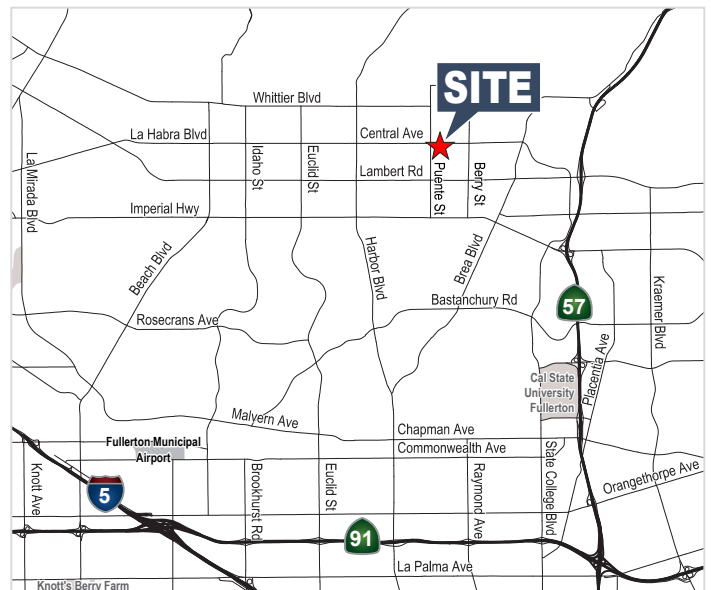 SITE
Whittier Blvd
La Habra Blvd
Central Ave
La Mirada Blvd
Idaho St
Euclid St
Lambert Rd
Puente St
Berry St
Imperial Hwy
Beach Blvd
Harbor Blvd
Brea Blvd
Bastanchury Rd
57
Kraemer Blvd
Rosecrans Ave
Placentia Ave
Cal State
University
Fullerton
Malvern Ave
Chapman Ave
Fullerton Municipal
Airport
Commonwealth Ave
Knott Ave
5
Brookhurst Rd
Euclid St
Raymond Ave
State College Blvd
Orangethorpe Ave
91
La Palma Ave
Knott's Berry Farm